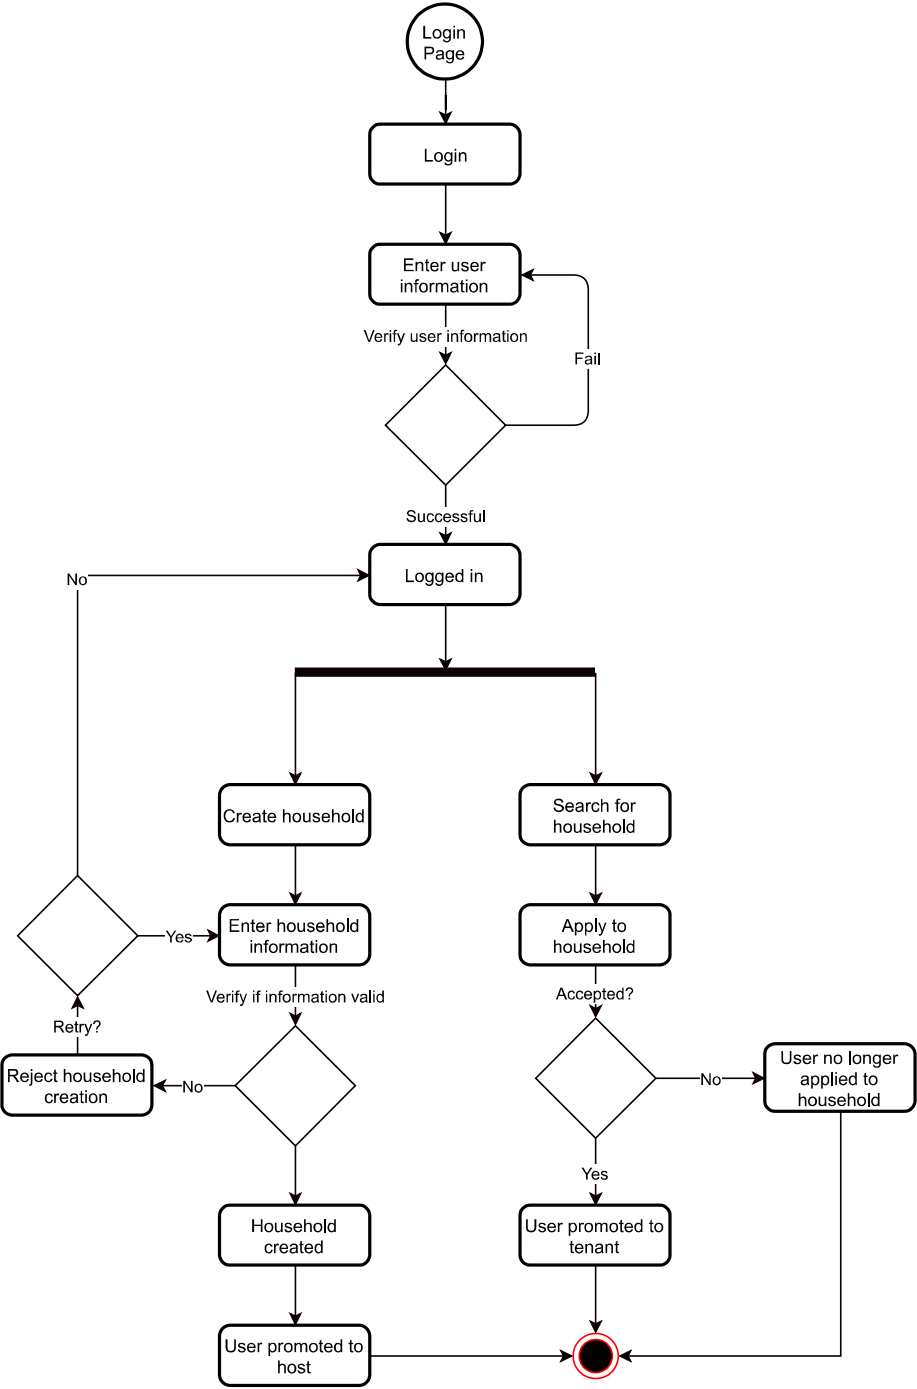 Login
Page
Login
Enter user
information
Verify user information
Fail
Successful
No
Logged in
Create household
Search for
household
Yes
Enter household
information
Apply to
household
Verify if information valid
Accepted?
Retry?
Reject household
creation
No
No
User no longer
applied to
household
Yes
Household
created
User promoted to
tenant
User promoted to
host